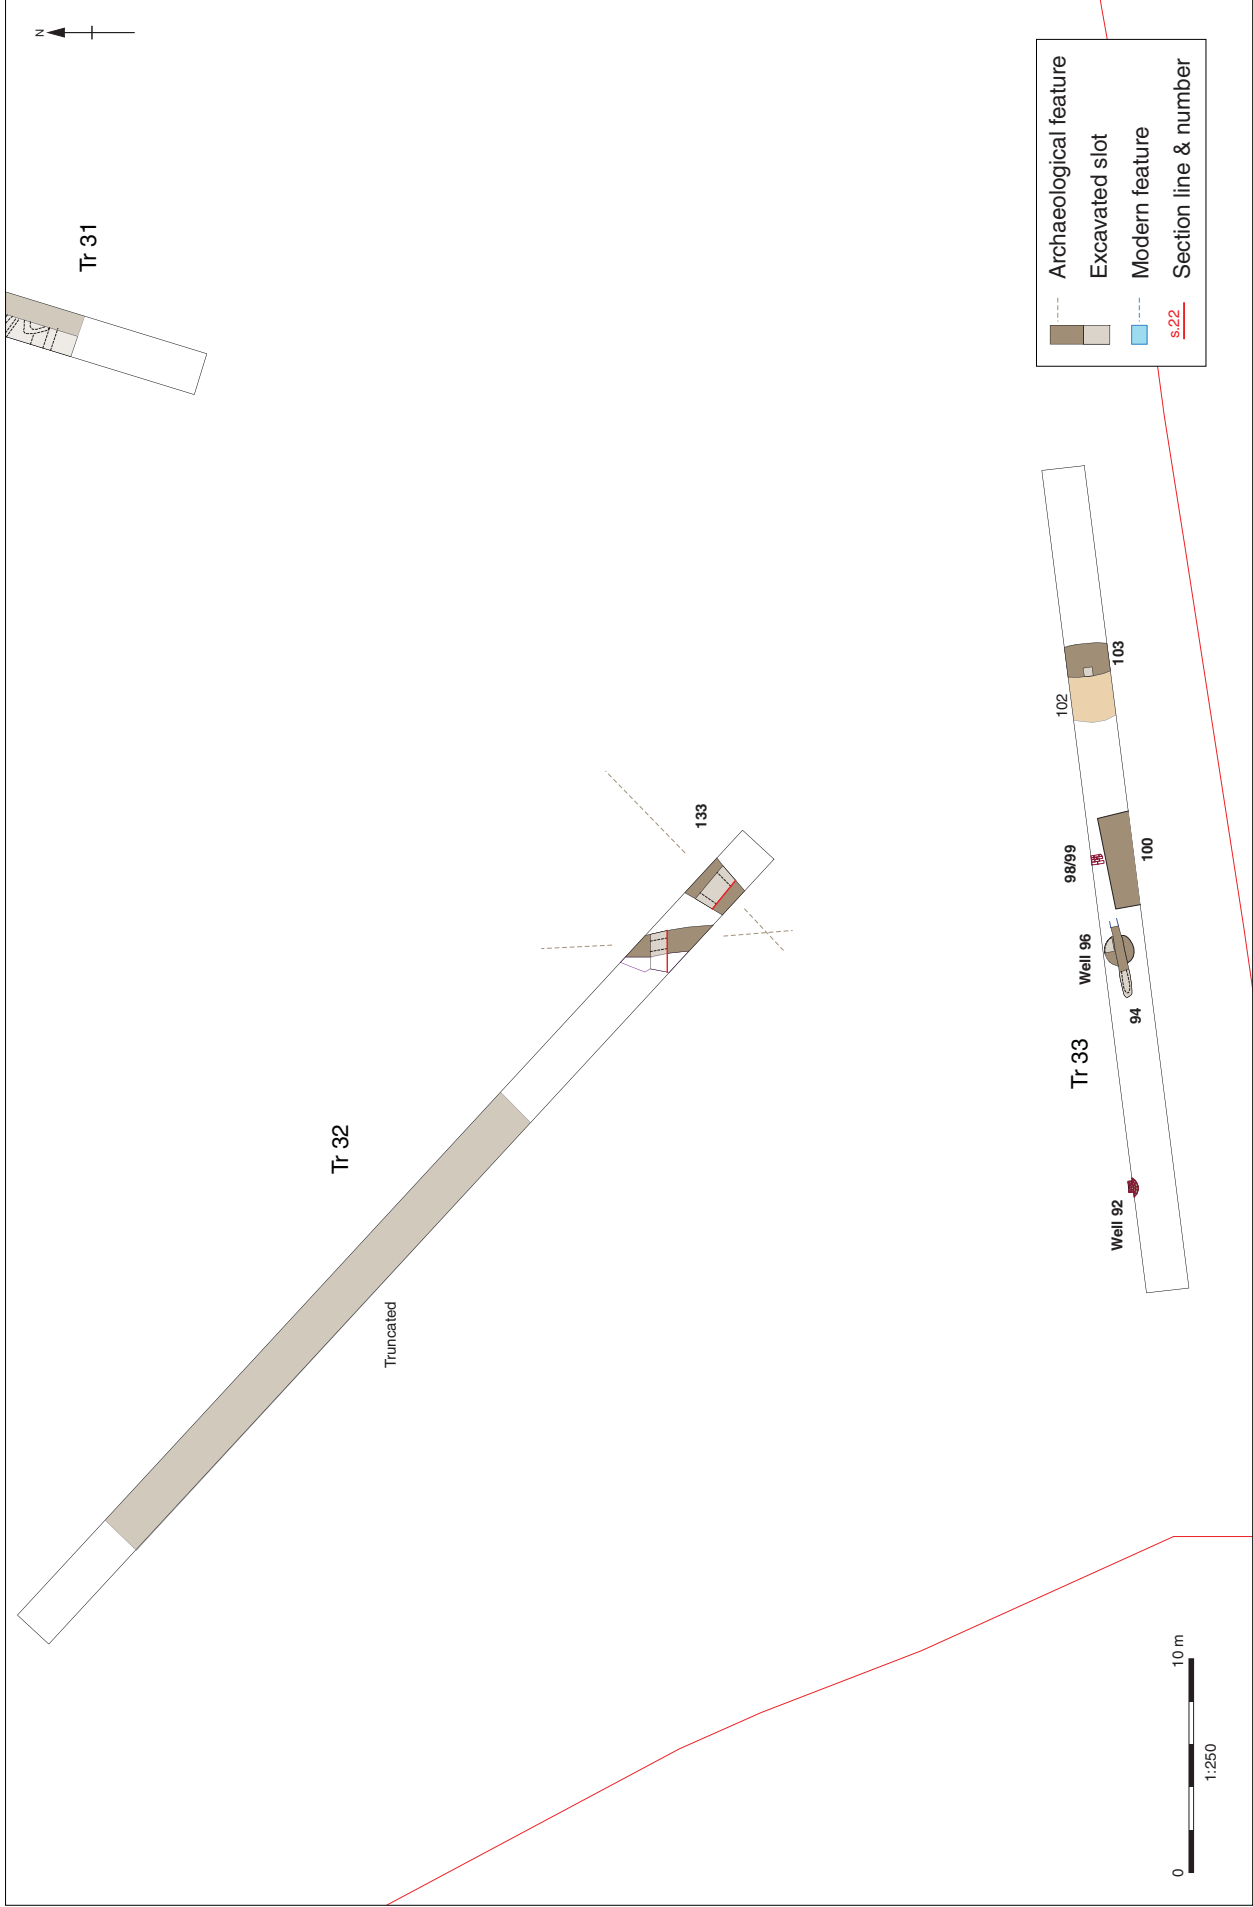 N
Tr 31
Tr 32
Truncated
133
Tr 33
Well 92
94
Well 96
98/99
100
102
103
Archaeological feature
Excavated slot
Modern feature
s.22 Section line & number
0 10 m
1:250